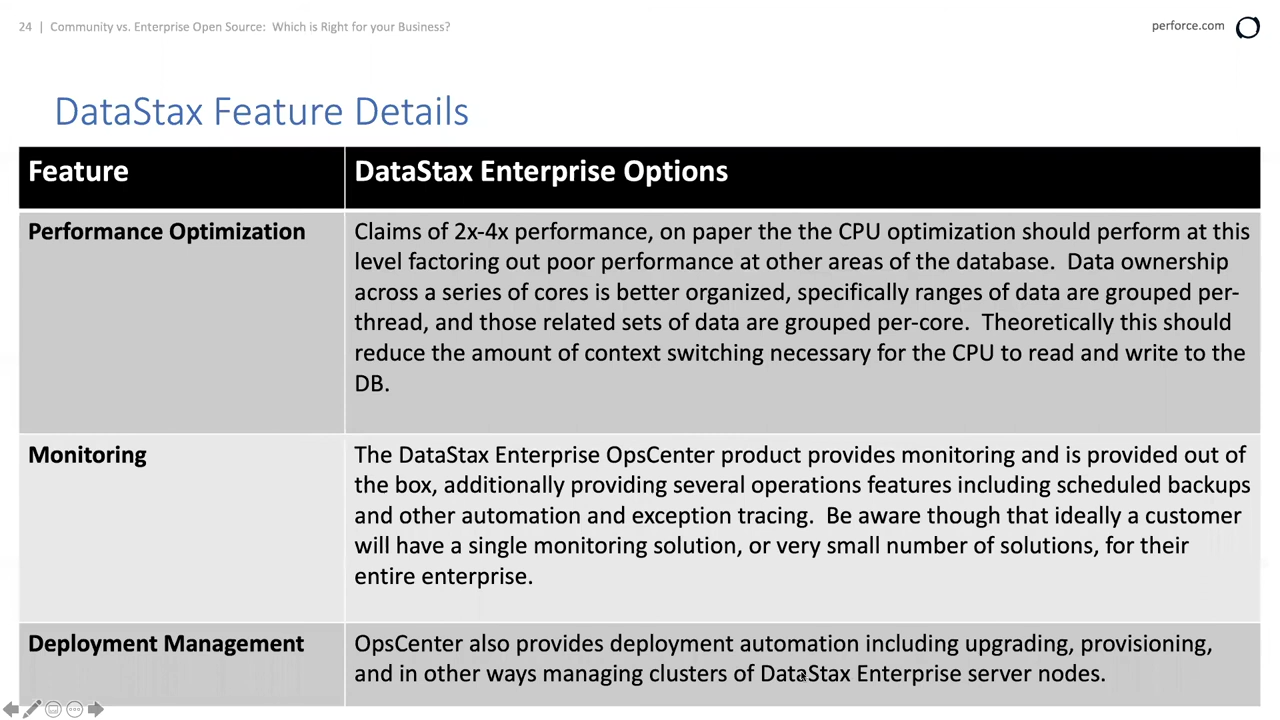 24 | Community vs. Enterprise Open Source: Which is Right for your Business?
perforce.com
DataStax Feature Details
Feature
DataStax Enterprise Options
Performance Optimization
Claims of 2x-4x performance, on paper the the CPU optimization should perform at this
level factoring out poor performance at other areas of the database. Data ownership
across a series of cores is better organized, specifically ranges of data are grouped per-
thread, and those related sets of data are grouped per-core. Theoretically this should
reduce the amount of context switching necessary for the CPU to read and write to the
DB.
Monitoring
The DataStax Enterprise OpsCenter product provides monitoring and is provided out of
the box, additionally providing several operations features including scheduled backups
and other automation and exception tracing. Be aware though that ideally a customer
will have a single monitoring solution, or very small number of solutions, for their
entire enterprise.
Deployment Management
OpsCenter also provides deployment automation including upgrading, provisioning,
and in other ways managing clusters of DataStax Enterprise server nodes.